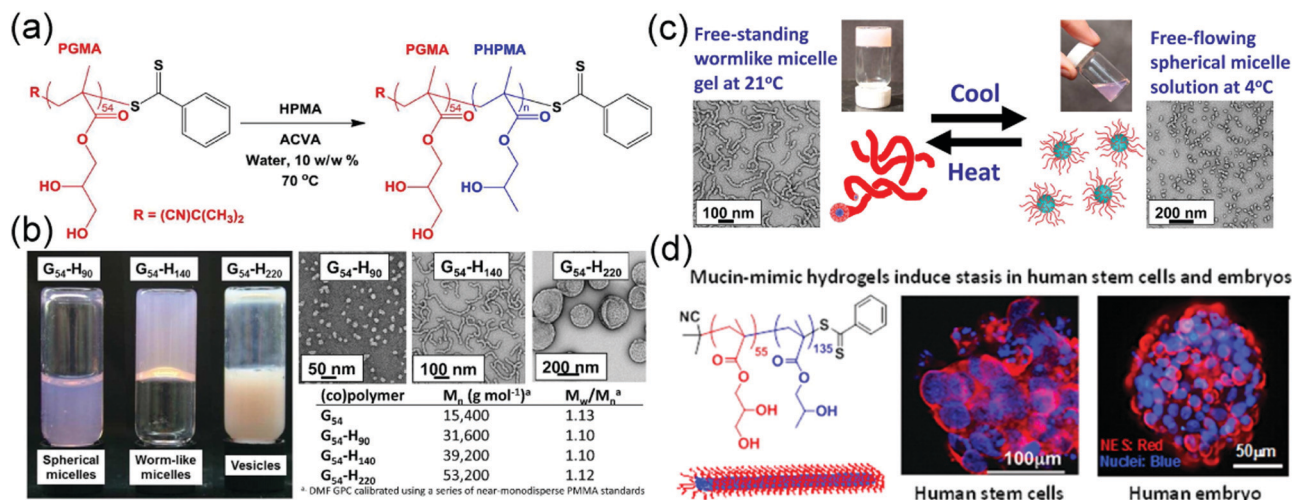 (a)
PGMA
R
54
O
O
HO
HO
S
S
HPMA
ACVA
Water, 10 w/w %
70 °C
R = (CN)C(CH₃)₂
PGMA
PHPMA
R
54
n
S
S
O
O
O
O
HO
HO
HO
(b)
G₅₄-H₉₀
G₅₄-H₁₄₀
G₅₄-H₂₂₀
Spherical
micelles
Worm-like
micelles
Vesicles
G₅₄-H₉₀
G₅₄-H₁₄₀
G₅₄-H₂₂₀
50 nm
100 nm
200 nm
(co)polymer Mₙ (g mol⁻¹)ᵃ M_w/Mₙᵃ
G₅₄ 15,400 1.13
G₅₄-H₉₀ 31,600 1.10
G₅₄-H₁₄₀ 39,200 1.10
G₅₄-H₂₂₀ 53,200 1.12
a. DMF GPC calibrated using a series of near-monodisperse PMMA standards
(c)
Free-standing
wormlike micelle
gel at 21°C
100 nm
Cool
Heat
Free-flowing
spherical micelle
solution at 4°C
200 nm
(d)
Mucin-mimic hydrogels induce stasis in human stem cells and embryos
NC
55
135
S
S
O
O
O
O
OH
OH
OH
100μm
Human stem cells
NES: Red
Nuclei: Blue
50μm
Human embryo